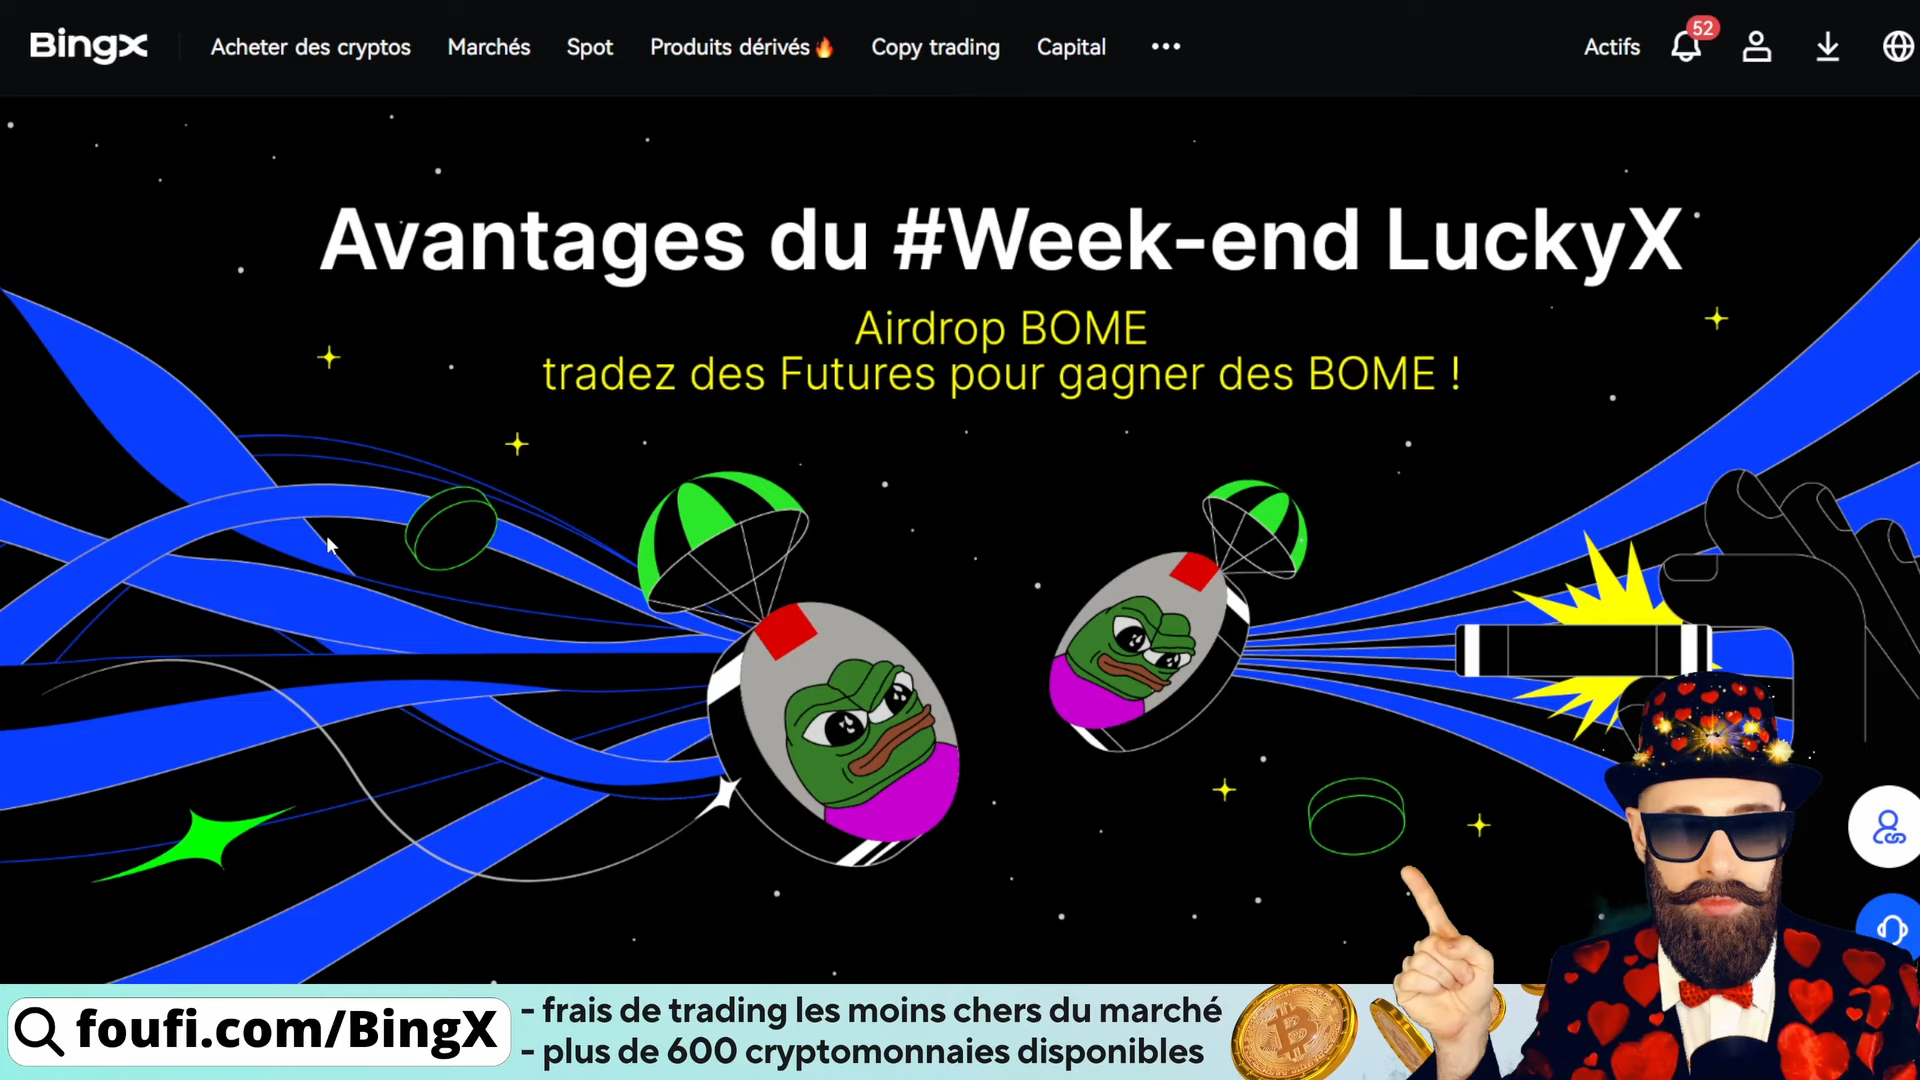 BingX
Acheter des cryptos
Marchés
Spot
Produits dérivés
Copy trading
Capital
Actifs
52
Avantages du #Week-end LuckyX
Airdrop BOME
tradez des Futures pour gagner des BOME !
foufi.com/BingX
- frais de trading les moins chers du marché
- plus de 600 cryptomonnaies disponibles